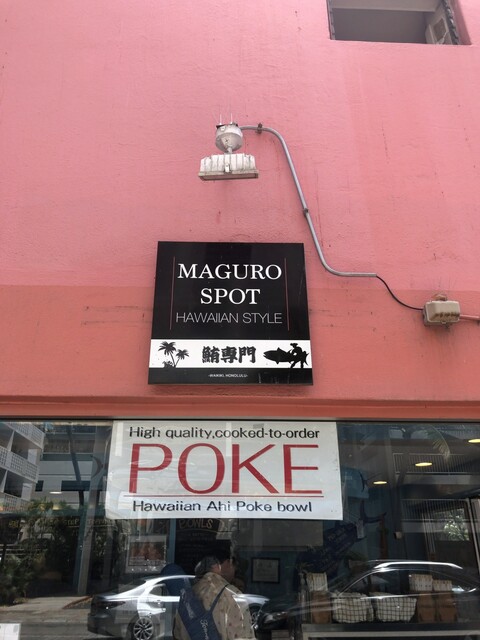 MAGURO
SPOT
HAWAIIAN STYLE
鮪専門
-WAIKIKI, HONOLULU-
High quality,cooked-to-order
POKE
Hawaiian Ahi Poke bowl